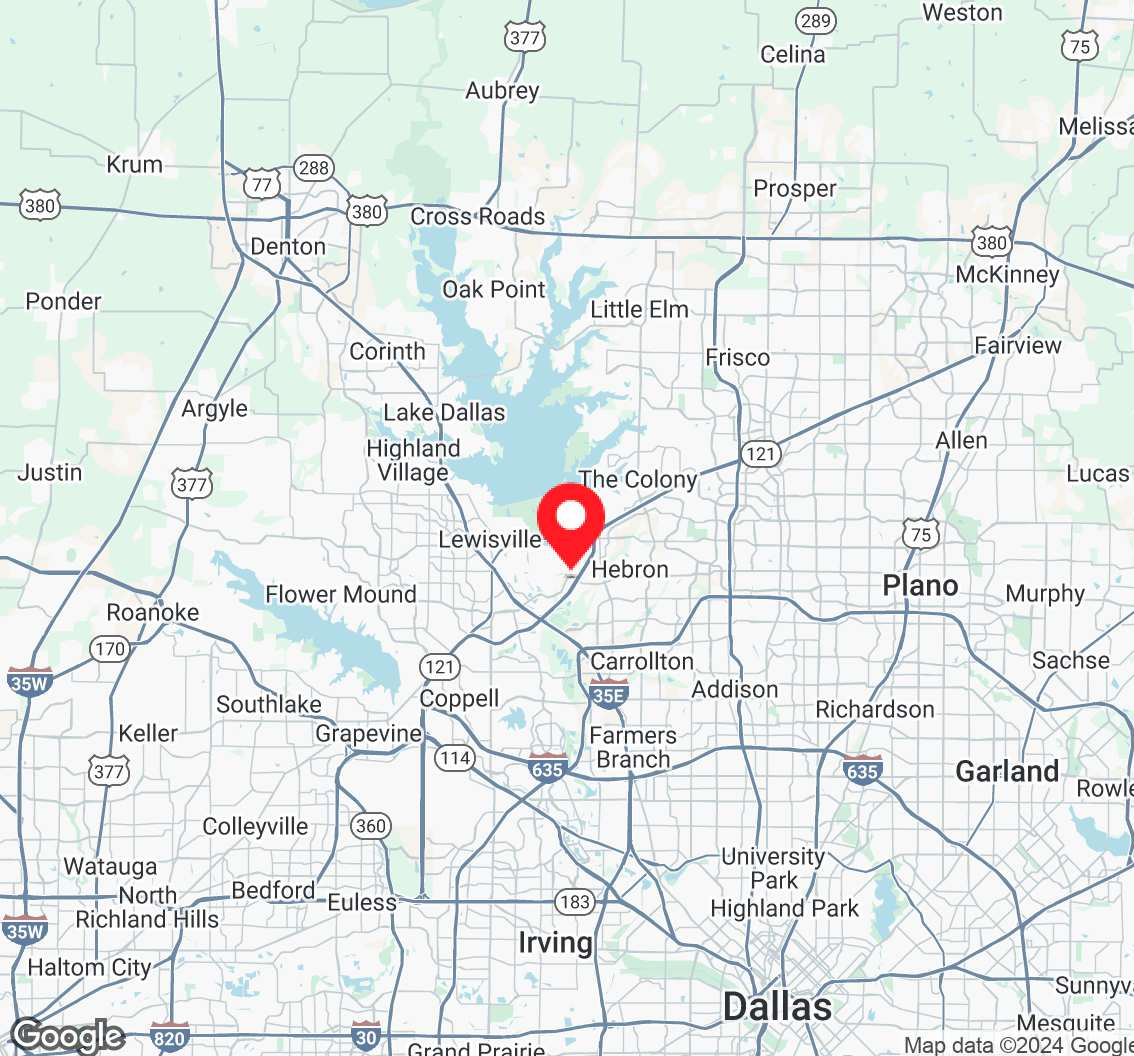 Weston
289
377
75
Celina
Aubrey
Melissa
Krum
288
77
Prosper
380
380
Cross Roads
380
Denton
McKinney
Oak Point
Ponder
Little Elm
Fairview
Corinth
Frisco
Argyle
Lake Dallas
Allen
Highland
Village
121
Justin
Lucas
The Colony
377
75
Lewisville
Hebron
Plano
Flower Mound
Murphy
Roanoke
170
Carrollton
Sachse
121
35W
Addison
35E
Coppell
Southlake
Richardson
Keller
Grapevine
Farmers
Branch
114
377
635
635
Garland
Rowle
360
Colleyville
Watauga
University
Park
North
Richland Hills
Bedford
Euless
183
Highland Park
35W
Irving
Haltom City
Sunnyva
Dallas
Mesquite
Google
820
30
Grand Prairie
Map data ©2024 Google